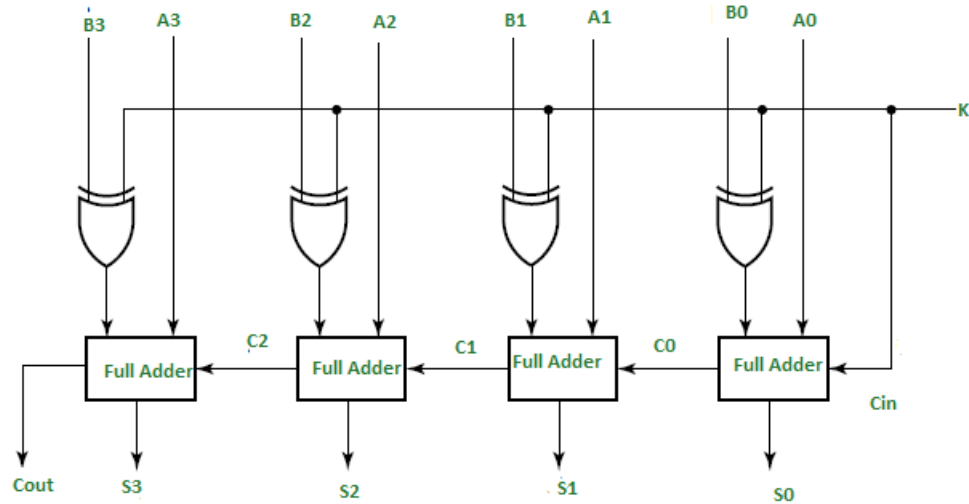 B3 A3 B2 A2 B1 A1 B0 A0
K
C2 C1 C0
Full Adder Full Adder Full Adder Full Adder
Cin
Cout S3 S2 S1 S0